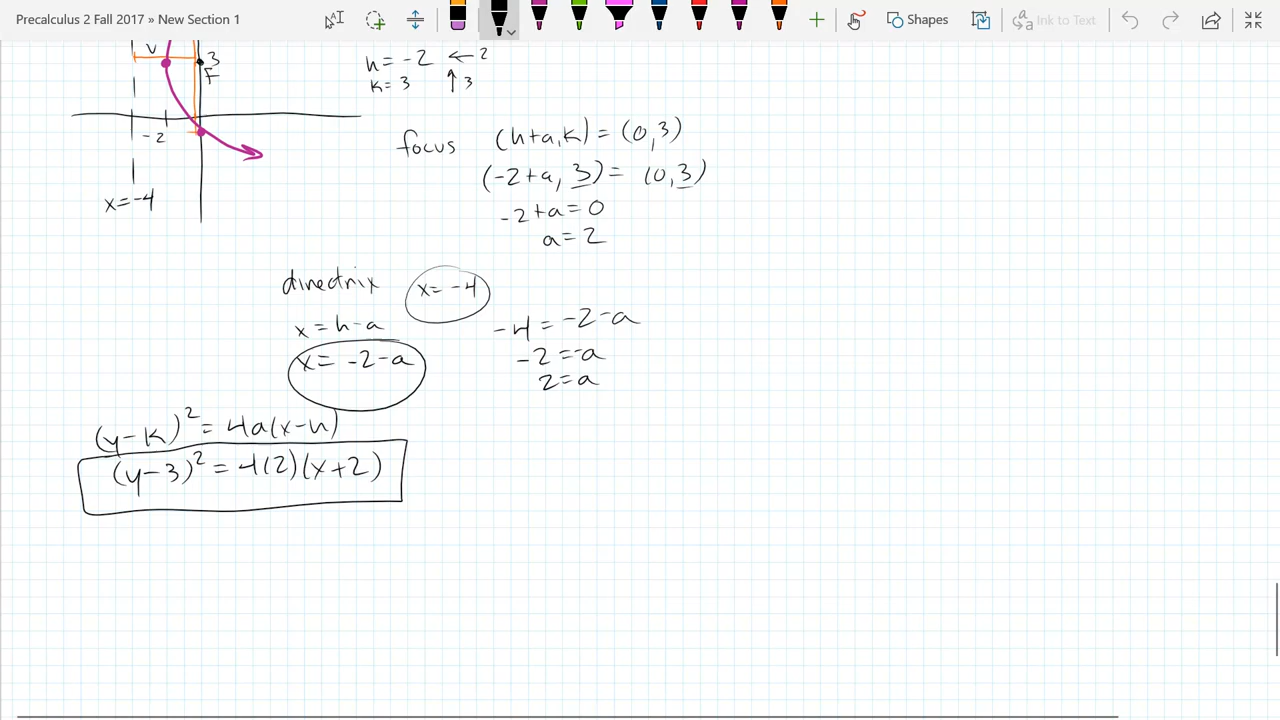 Precalculus 2 Fall 2017 » New Section 1
Shapes
Ink to Text
V
3
F
-2
x=-4
h = -2 ← 2
k = 3 ↑ 3
focus (h+a,k) = (0,3)
(-2+a, 3) = (0,3)
-2+a=0
a=2
directrix x=-4
x = h-a
x = -2-a
-4 = -2-a
-2=-a
2=a
(y-k)² = 4a(x-h)
(y-3)² = 4(2)(x+2)